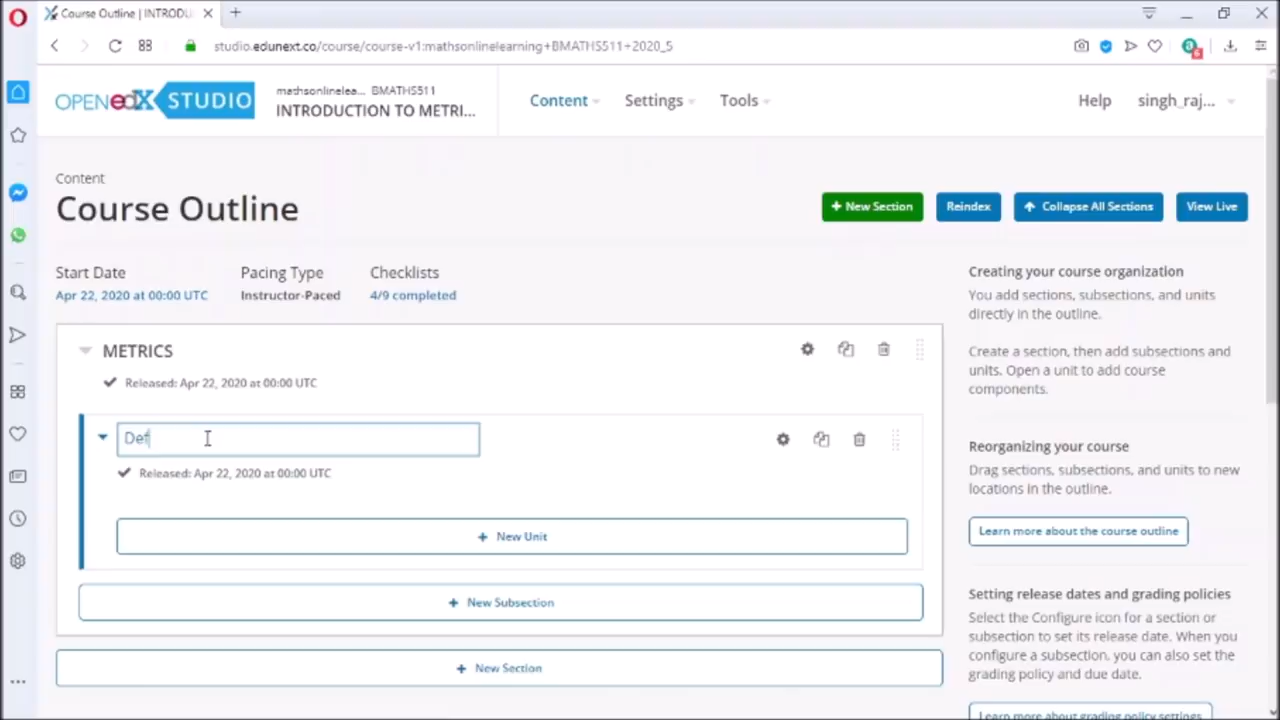 Course Outline | INTRODU
studio.edunext.co/course/course-v1:mathsonlinelearning+BMATHS511+2020_5
OPEN edX STUDIO
mathsonlinelea... BMATHS511
INTRODUCTION TO METRI...
Content
Settings
Tools
Help
singh_raj...
Content
Course Outline
+ New Section
Reindex
Collapse All Sections
View Live
Start Date
Apr 22, 2020 at 00:00 UTC
Pacing Type
Instructor-Paced
Checklists
4/9 completed
METRICS
Released: Apr 22, 2020 at 00:00 UTC
Def
Released: Apr 22, 2020 at 00:00 UTC
+ New Unit
+ New Subsection
+ New Section
Creating your course organization
You add sections, subsections, and units
directly in the outline.
Create a section, then add subsections and
units. Open a unit to add course
components.
Reorganizing your course
Drag sections, subsections, and units to new
locations in the outline.
Learn more about the course outline
Setting release dates and grading policies
Select the Configure icon for a section or
subsection to set its release date. When you
configure a subsection, you can also set the
grading policy and due date.
Learn more about grading policy settings